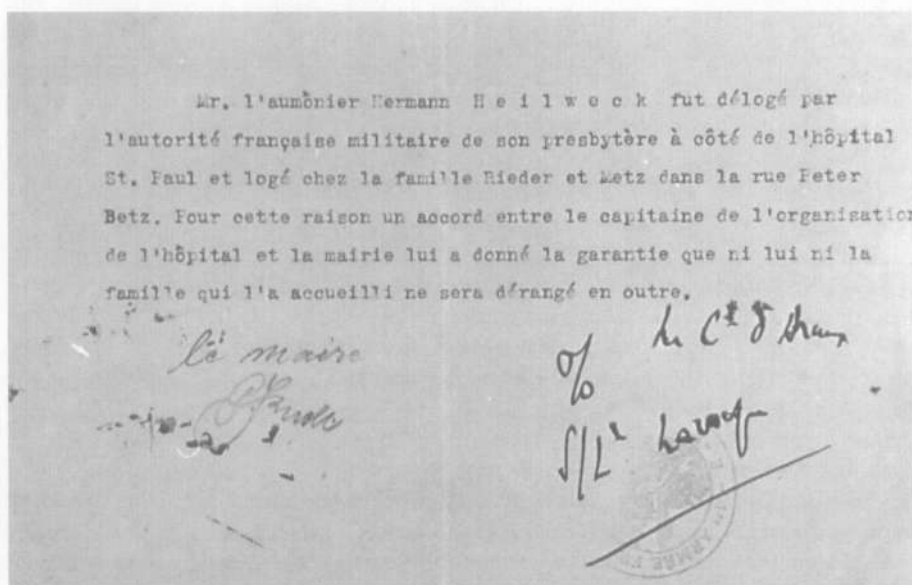 Mr. l'aumônier Hermann H e i l w e c k fut délogé par
l'autorité française militaire de son presbytère à côté de l'hôpital
St. Paul et logé chez la famille Rieder et Metz dans la rue Peter
Betz. Pour cette raison un accord entre le capitaine de l'organisation
de l'hôpital et la mairie lui a donné la garantie que ni lui ni la
famille qui l'a accueilli ne sera dérangé en outre.
le maire
Le Ct
S/Lt
ARMÉE